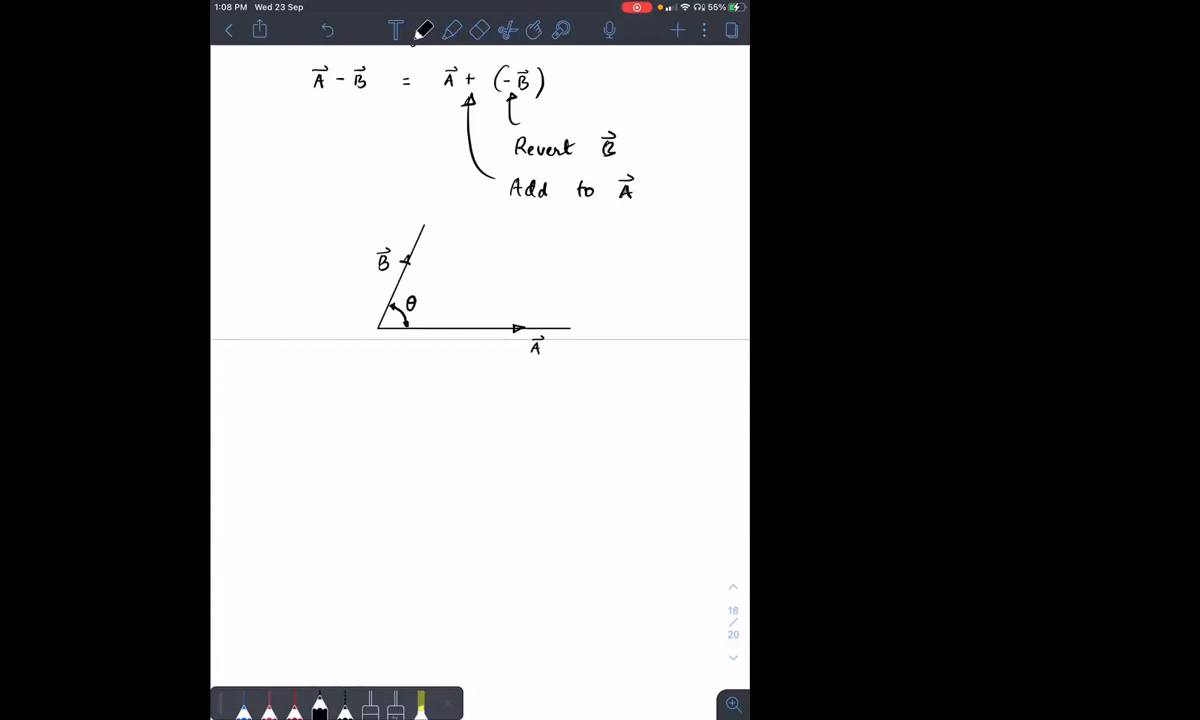 1:08 PM Wed 23 Sep 55%
T
A⃗ - B⃗ = A⃗ + (-B⃗)
Revert B⃗
Add to A⃗
B⃗
θ
A⃗
18
/
20